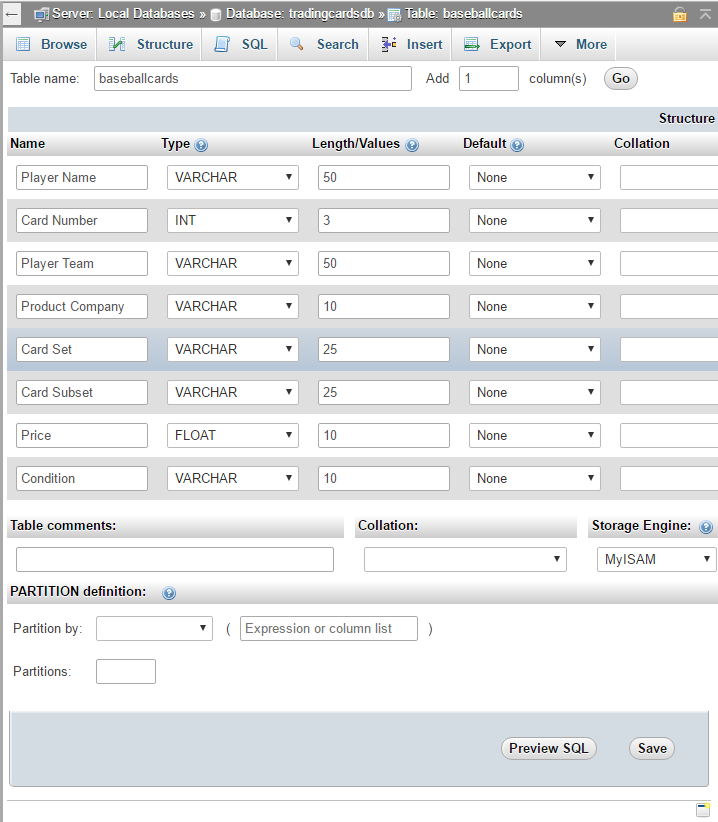 Server: Local Databases » Database: tradingcardsdb » Table: baseballcards
Browse Structure SQL Search Insert Export More
Table name: baseballcards Add 1 column(s) Go
Structure
Name Type Length/Values Default Collation
Player Name VARCHAR 50 None
Card Number INT 3 None
Player Team VARCHAR 50 None
Product Company VARCHAR 10 None
Card Set VARCHAR 25 None
Card Subset VARCHAR 25 None
Price FLOAT 10 None
Condition VARCHAR 10 None
Table comments: Collation: Storage Engine:
MyISAM
PARTITION definition:
Partition by: ( Expression or column list )
Partitions:
Preview SQL Save